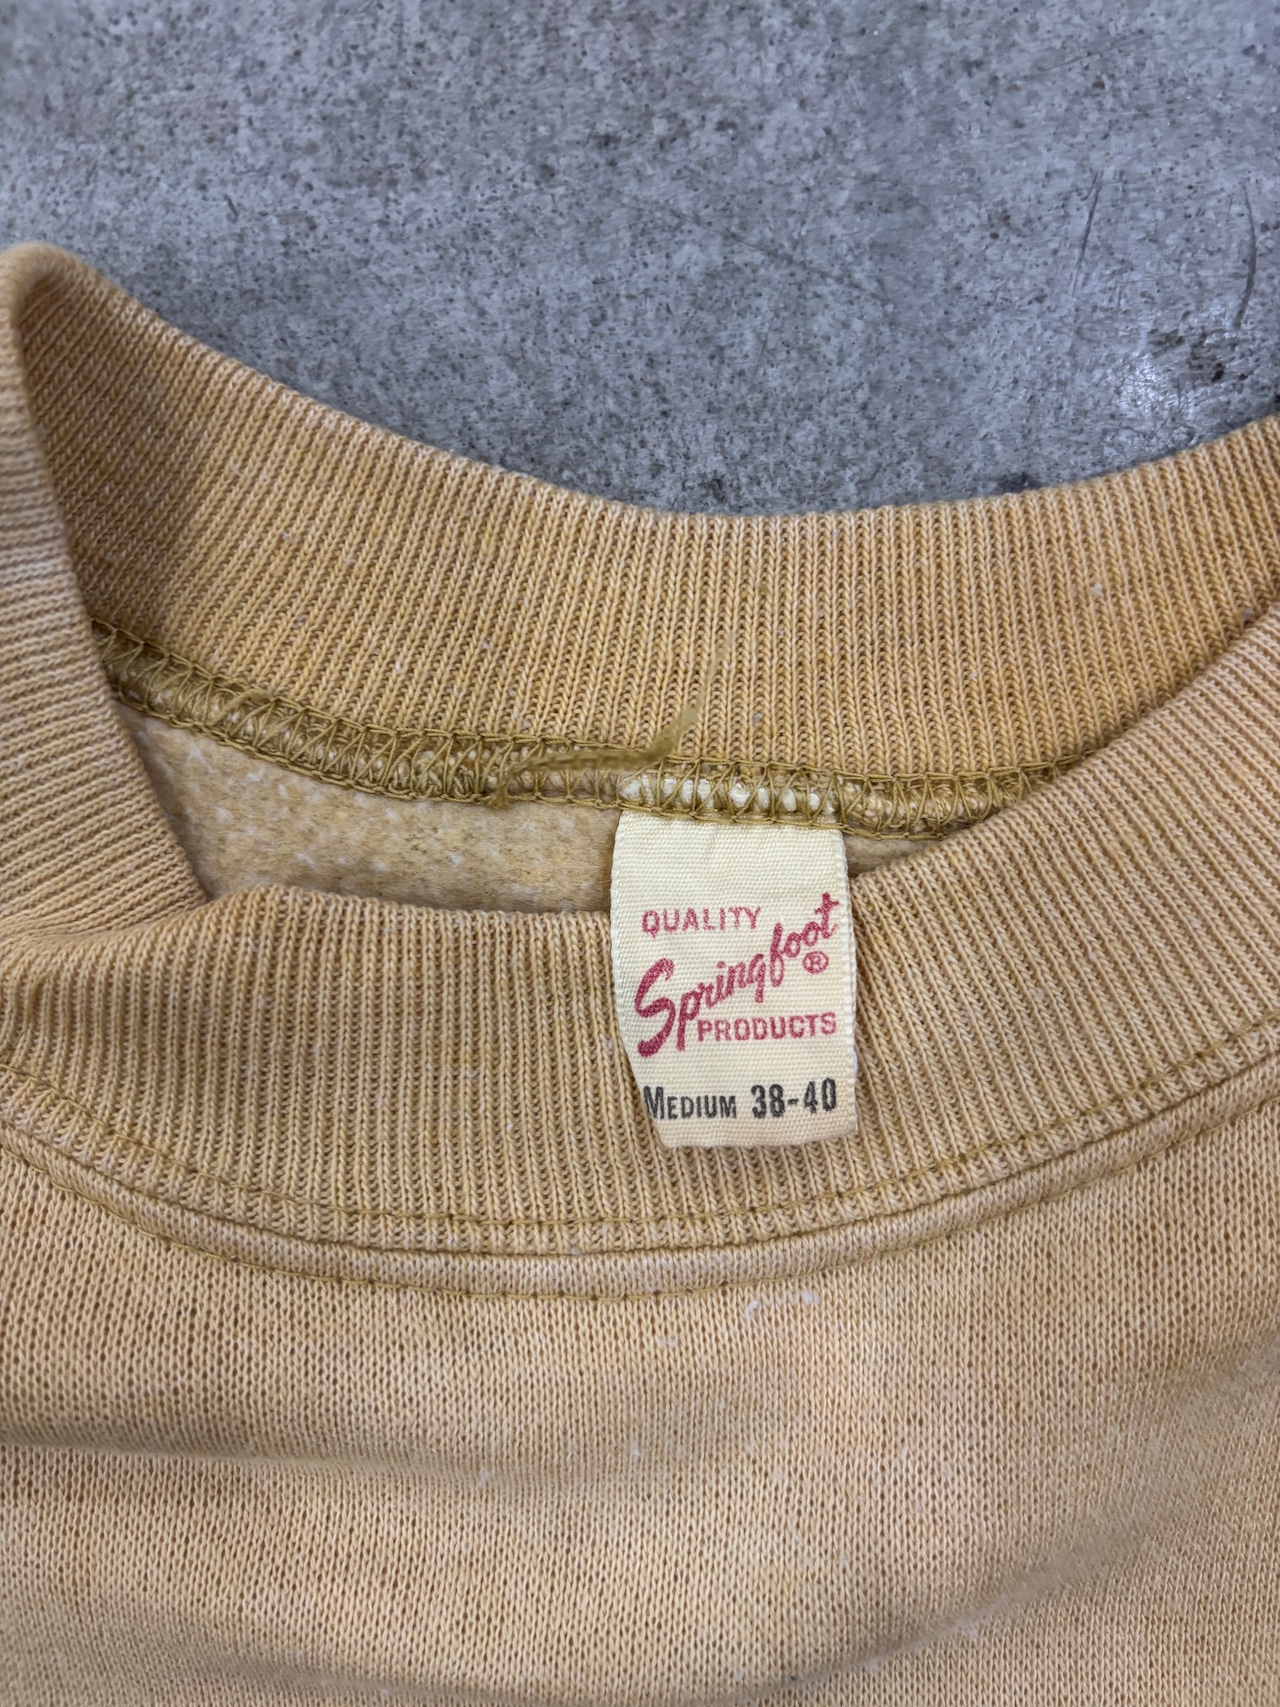 QUALITY
Springfoot®
PRODUCTS
MEDIUM 38-40